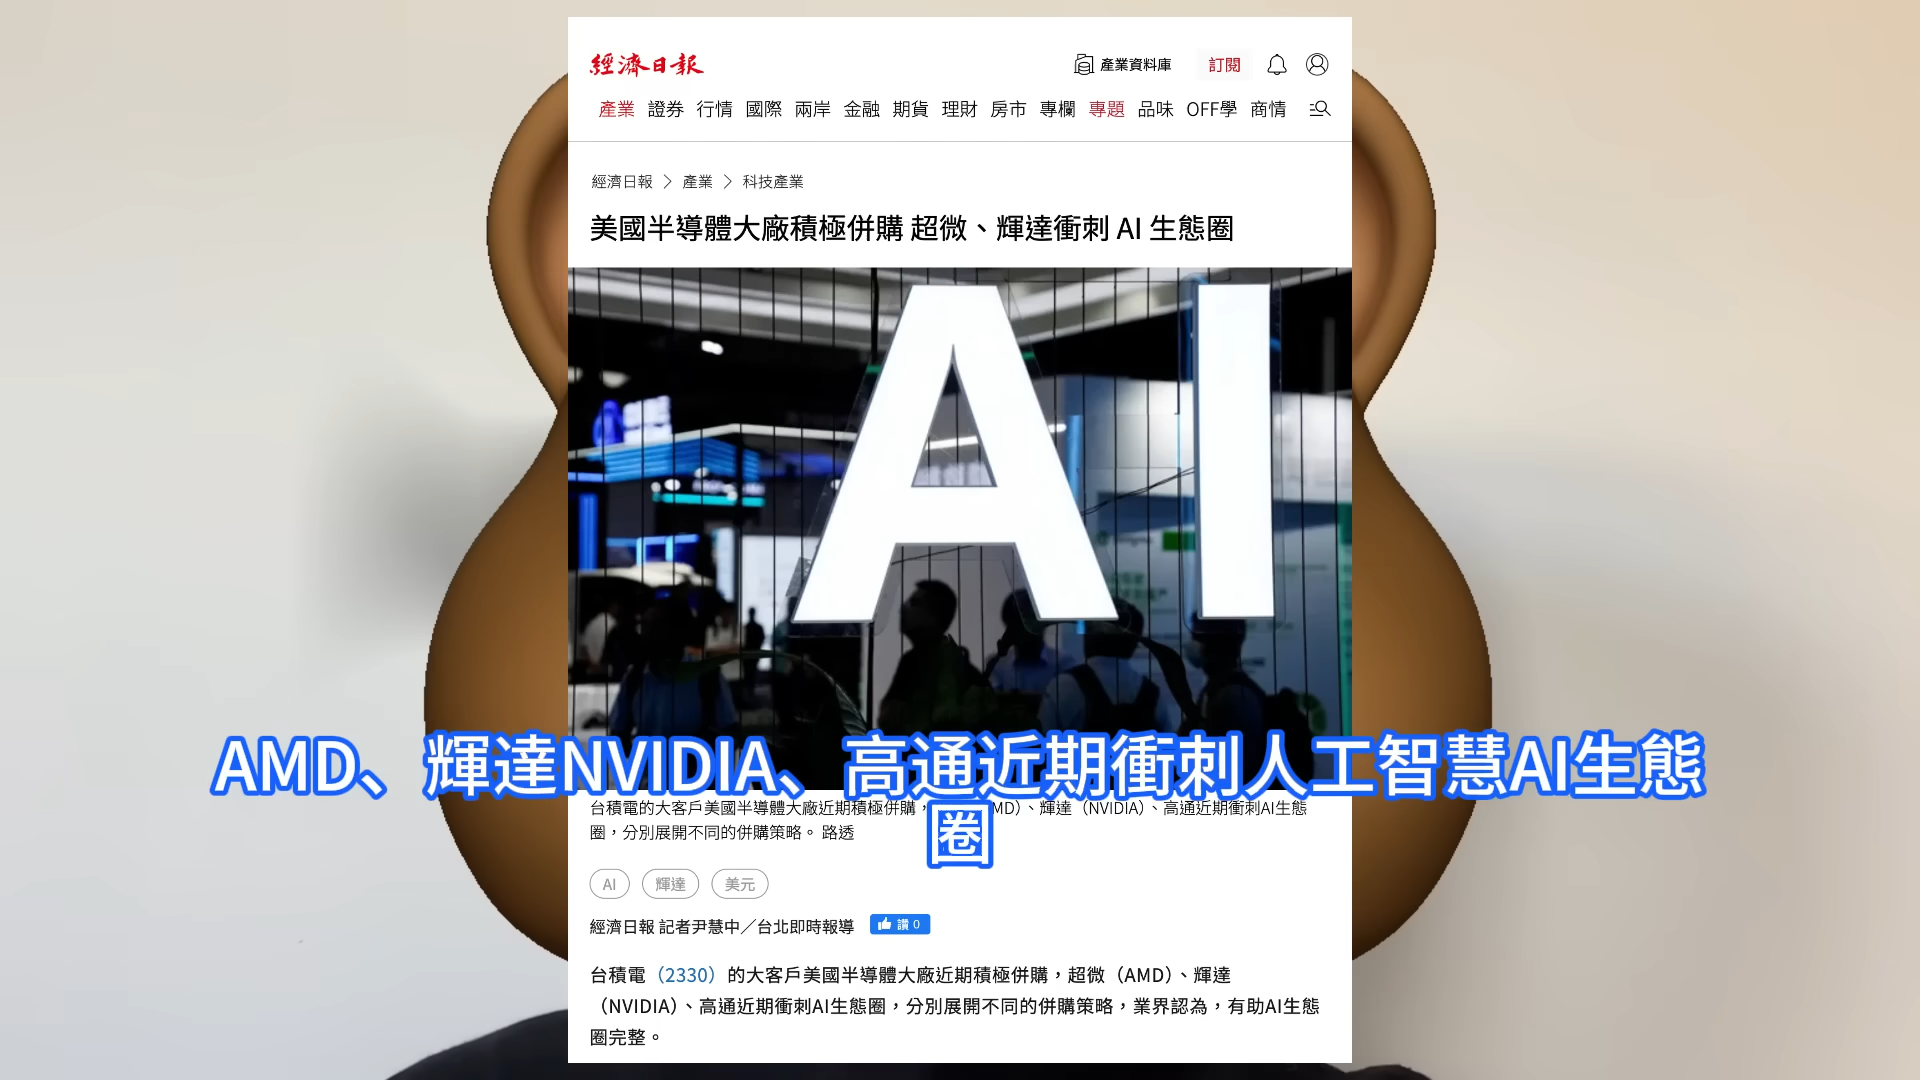 經濟日報
產業資料庫
訂閱
產業 證券 行情 國際 兩岸 金融 期貨 理財 房市 專欄 專題 品味 OFF學 商情
經濟日報 > 產業 > 科技產業
美國半導體大廠積極併購 超微、輝達衝刺 AI 生態圈
AI
AMD、輝達NVIDIA、高通近期衝刺人工智慧AI生態
圈
台積電的大客戶美國半導體大廠近期積極併購，
MD)、輝達（NVIDIA)、高通近期衝刺AI生態
圈，分別展開不同的併購策略。 路透
AI 輝達 美元
經濟日報 記者尹慧中／台北即時報導
讚 0
台積電（2330）的大客戶美國半導體大廠近期積極併購，超微（AMD)、輝達
（NVIDIA)、高通近期衝刺AI生態圈，分別展開不同的併購策略，業界認為，有助AI生態
圈完整。